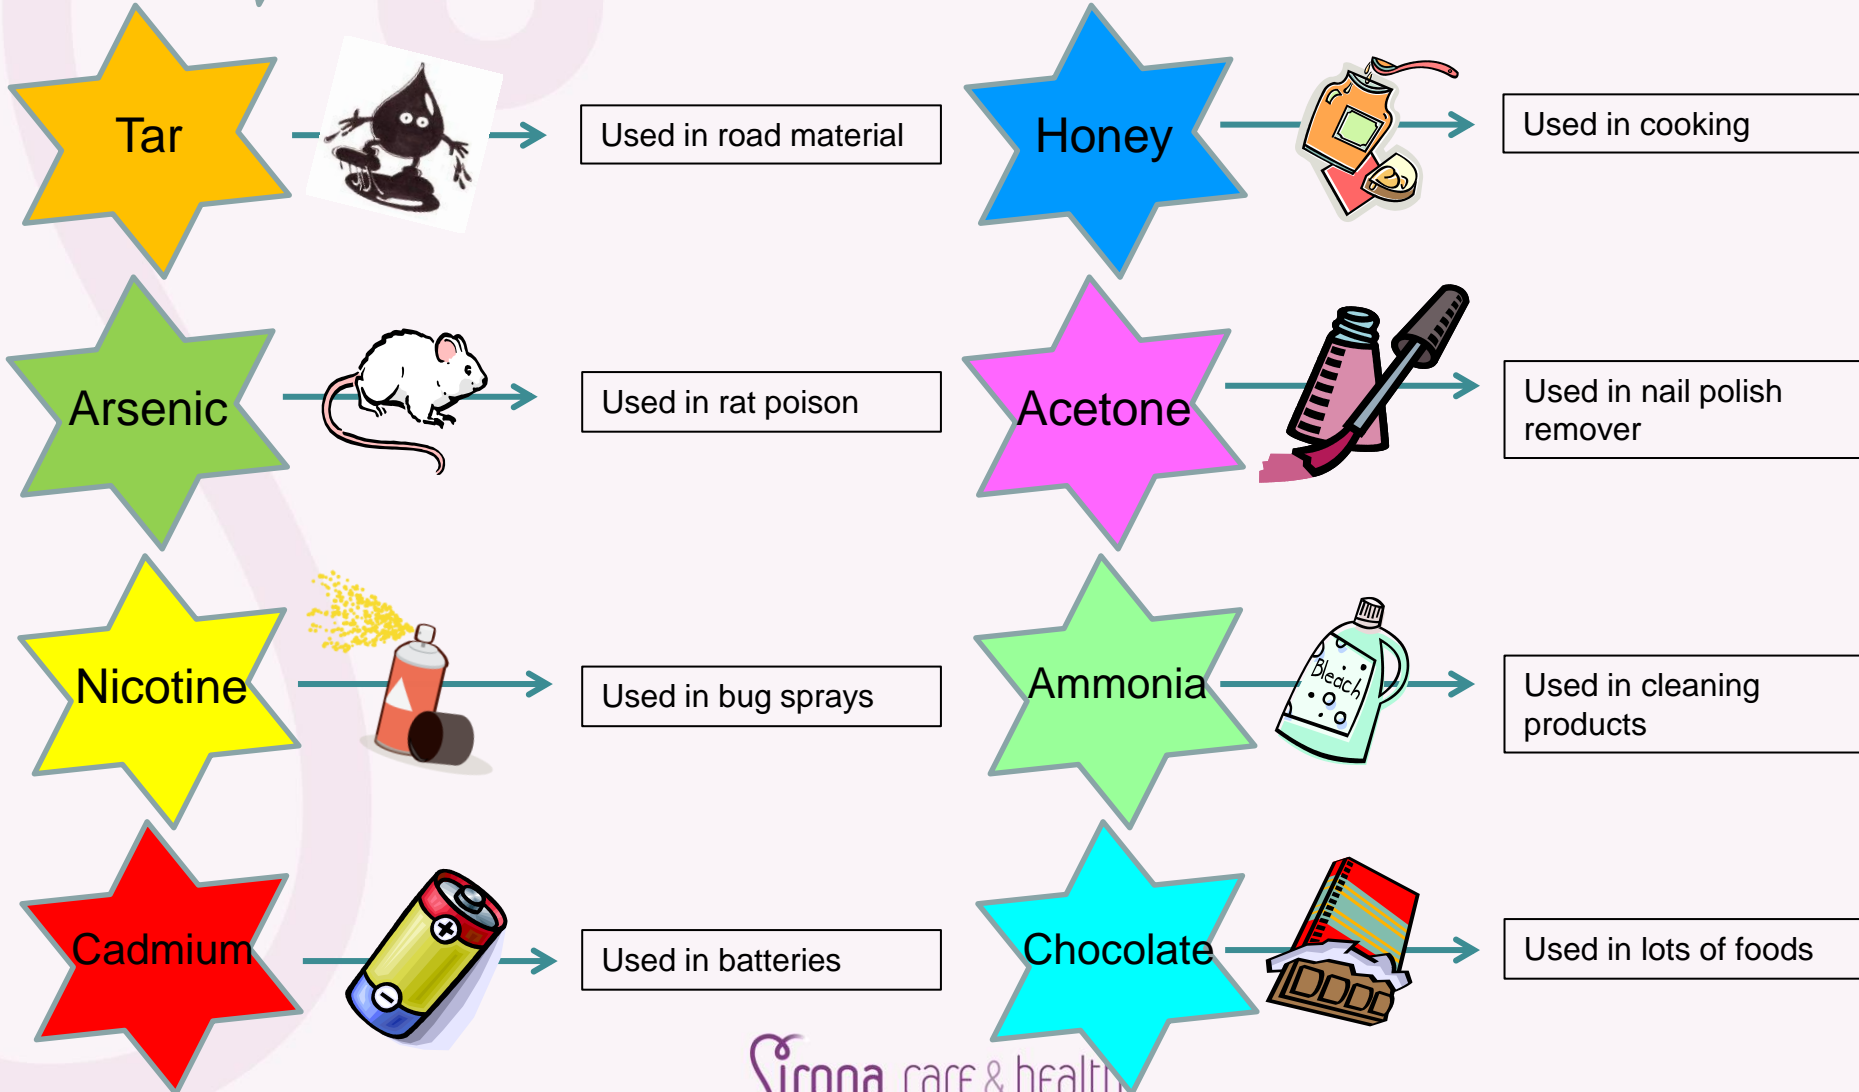 Tar
Used in road material
Honey
Used in cooking
Arsenic
Used in rat poison
Acetone
Used in nail polish
remover
Nicotine
Used in bug sprays
Ammonia
Bleach
Used in cleaning
products
Cadmium
Used in batteries
Chocolate
Used in lots of foods
Sirona care & health